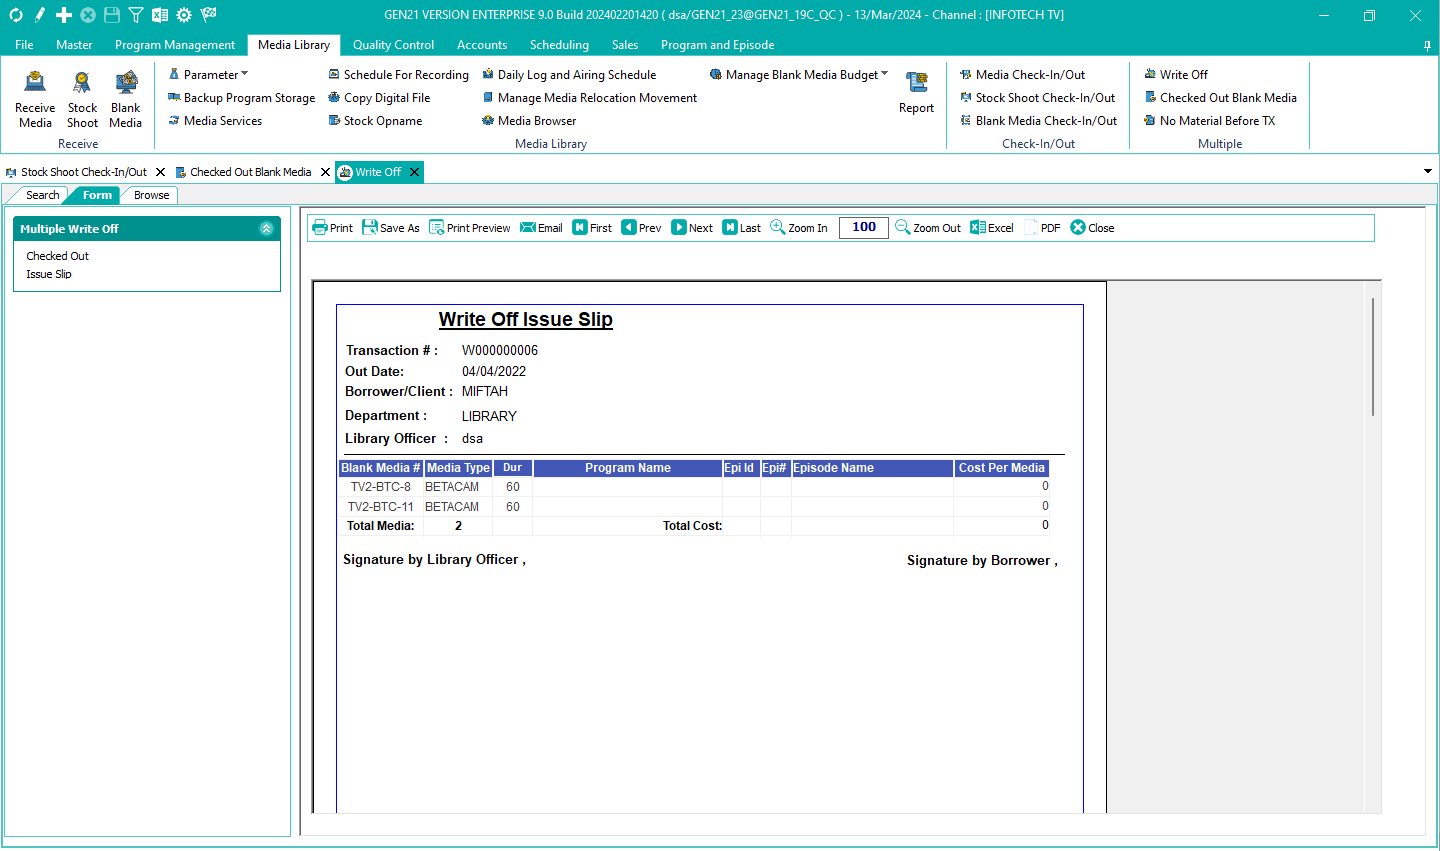 GEN21 VERSION ENTERPRISE 9.0 Build 202402201420 ( dsa/GEN21_23@GEN21_19C_QC ) - 13/Mar/2024 - Channel : [INFOTECH TV]
File Master Program Management Media Library Quality Control Accounts Scheduling Sales Program and Episode
Receive Media
Stock Shoot
Blank Media
Receive
Parameter
Backup Program Storage
Media Services
Schedule For Recording
Copy Digital File
Stock Opname
Daily Log and Airing Schedule
Manage Media Relocation Movement
Media Browser
Manage Blank Media Budget
Report
Media Library
Media Check-In/Out
Stock Shoot Check-In/Out
Blank Media Check-In/Out
Check-In/Out
Write Off
Checked Out Blank Media
No Material Before TX
Multiple
Stock Shoot Check-In/Out Checked Out Blank Media Write Off
Search Form Browse
Multiple Write Off
Checked Out
Issue Slip
Print Save As Print Preview Email First Prev Next Last Zoom In 100 Zoom Out Excel PDF Close
Write Off Issue Slip
Transaction # : W000000006
Out Date: 04/04/2022
Borrower/Client : MIFTAH
Department : LIBRARY
Library Officer : dsa
Blank Media # Media Type Dur Program Name Epi Id Epi# Episode Name Cost Per Media
TV2-BTC-8 BETACAM 60 0
TV2-BTC-11 BETACAM 60 0
Total Media: 2 Total Cost: 0
Signature by Library Officer , Signature by Borrower ,